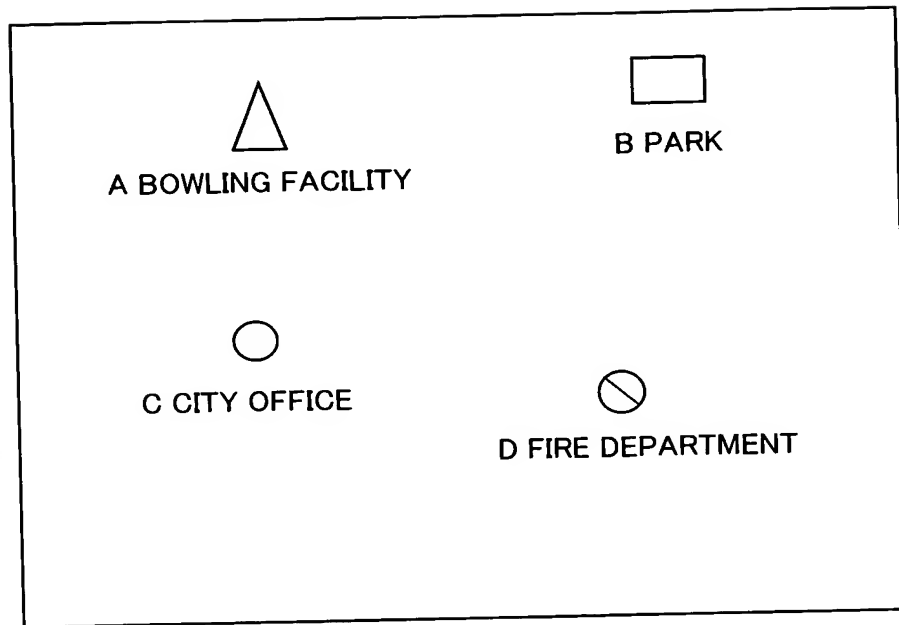 A BOWLING FACILITY
B PARK
C CITY OFFICE
D FIRE DEPARTMENT